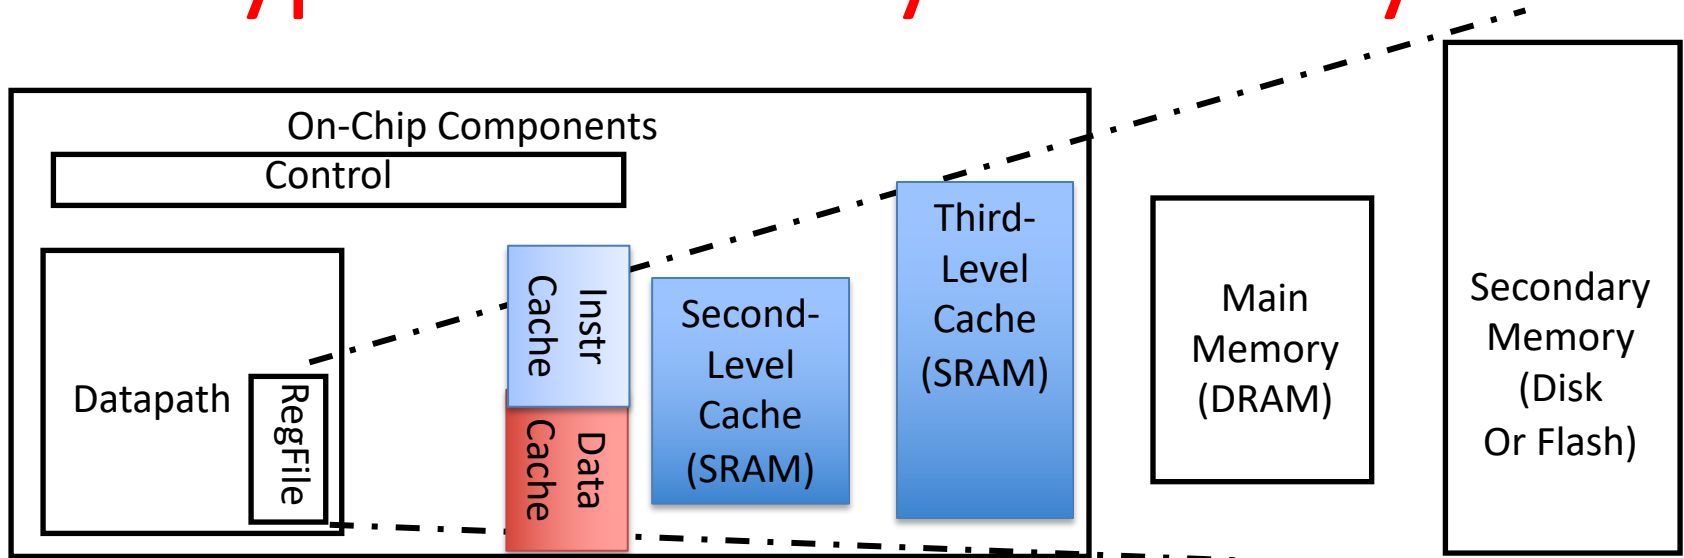 On-Chip Components
Control
Datapath
RegFile
Instr
Cache
Data
Cache
Second-
Level
Cache
(SRAM)
Third-
Level
Cache
(SRAM)
Main
Memory
(DRAM)
Secondary
Memory
(Disk
Or Flash)